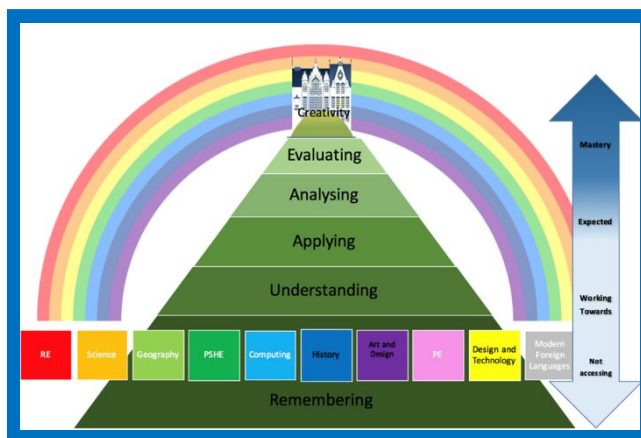 Creativity
Evaluating
Analysing
Applying
Understanding
RE
Science
Geography
PSHE
Computing
History
Art and
Design
PE
Design and
Technology
Modern
Foreign
Languages
Remembering
Mastery
Expected
Working
Towards
Not
accessing